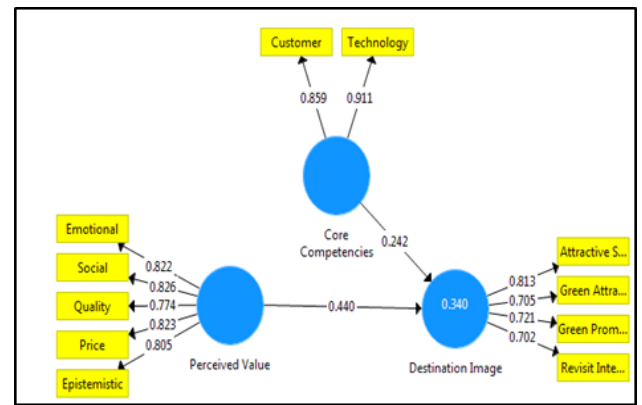 Customer
Technology
0.859
0.911
Core
Competencies
0.242
Emotional
Social
Quality
Price
Epistemistic
0.822
0.826
0.774
0.823
0.805
Perceived Value
0.440
0.340
Destination Image
0.813
0.705
0.721
0.702
Attractive S...
Green Attra...
Green Prom...
Revisit Inte...